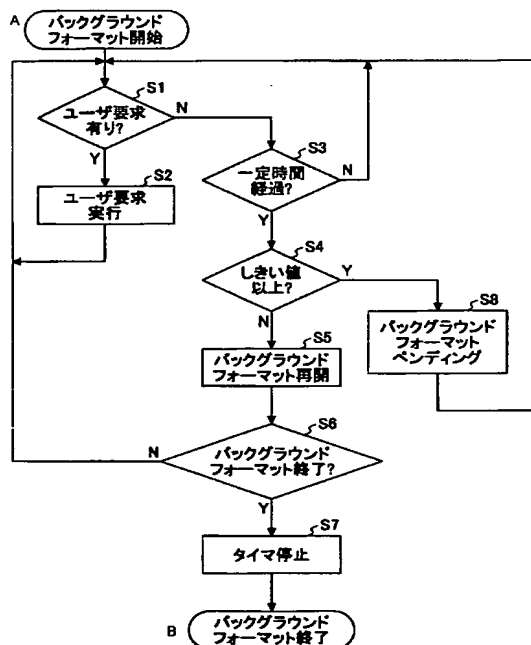 A
バックグラウンド
フォーマット開始
S1
ユーザ要求
有り?
N
Y
S2
ユーザ要求
実行
S3
一定時間
経過?
N
Y
S4
しきい値
以上?
Y
N
S8
バックグラウンド
フォーマット
ペンディング
S5
バックグラウンド
フォーマット再開
S6
バックグラウンド
フォーマット終了?
N
Y
S7
タイマ停止
B
バックグラウンド
フォーマット終了